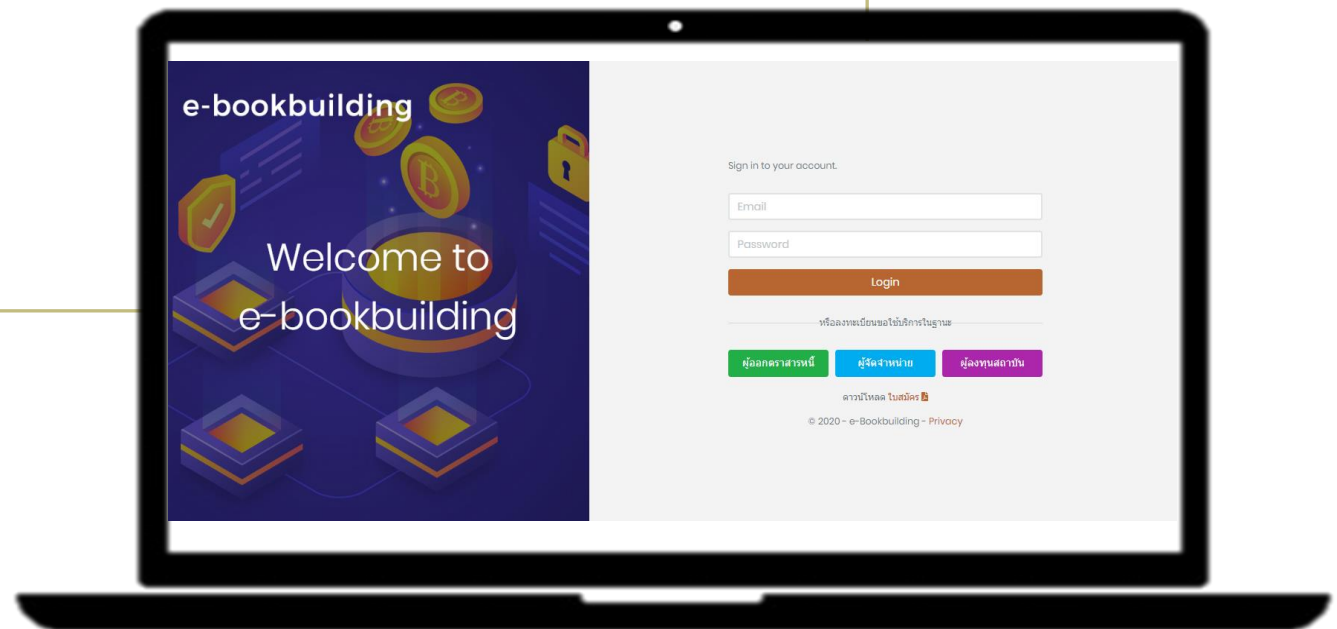 e-bookbuilding
Welcome to
e-bookbuilding
Sign in to your account.
Email
Password
Login
หรือลงทะเบียนขอใช้บริการในฐานะ
ผู้ออกตราสารหนี้
ผู้จัดจำหน่าย
ผู้ลงทุนสถาบัน
ดาวน์โหลด ใบสมัคร
© 2020 - e-Bookbuilding - Privacy